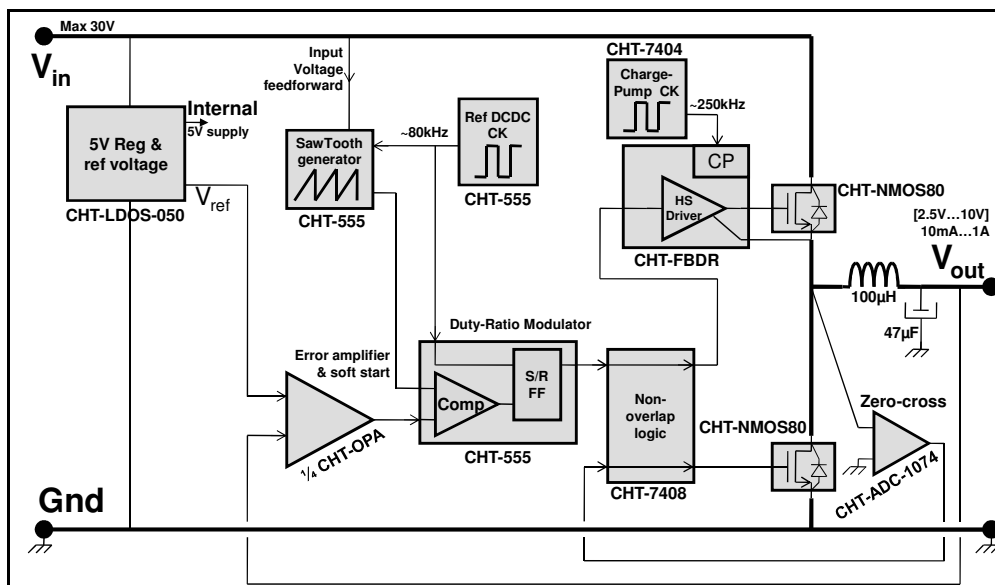 Max 30V
Vin
Input
Voltage
feedforward
CHT-7404
Charge-
Pump CK
~250kHz
Internal
5V supply
5V Reg &
ref voltage
Vref
CHT-LDOS-050
SawTooth
generator
CHT-555
~80kHz
Ref DCDC
CK
CHT-555
CP
HS
Driver
CHT-FBDR
CHT-NMOS80
[2.5V...10V]
10mA...1A
Vout
100µH
47µF
Duty-Ratio Modulator
Error amplifier
& soft start
Comp
S/R
FF
CHT-555
¼ CHT-OPA
Non-
overlap
logic
CHT-7408
CHT-NMOS80
Zero-cross
CHT-ADC-1074
Gnd